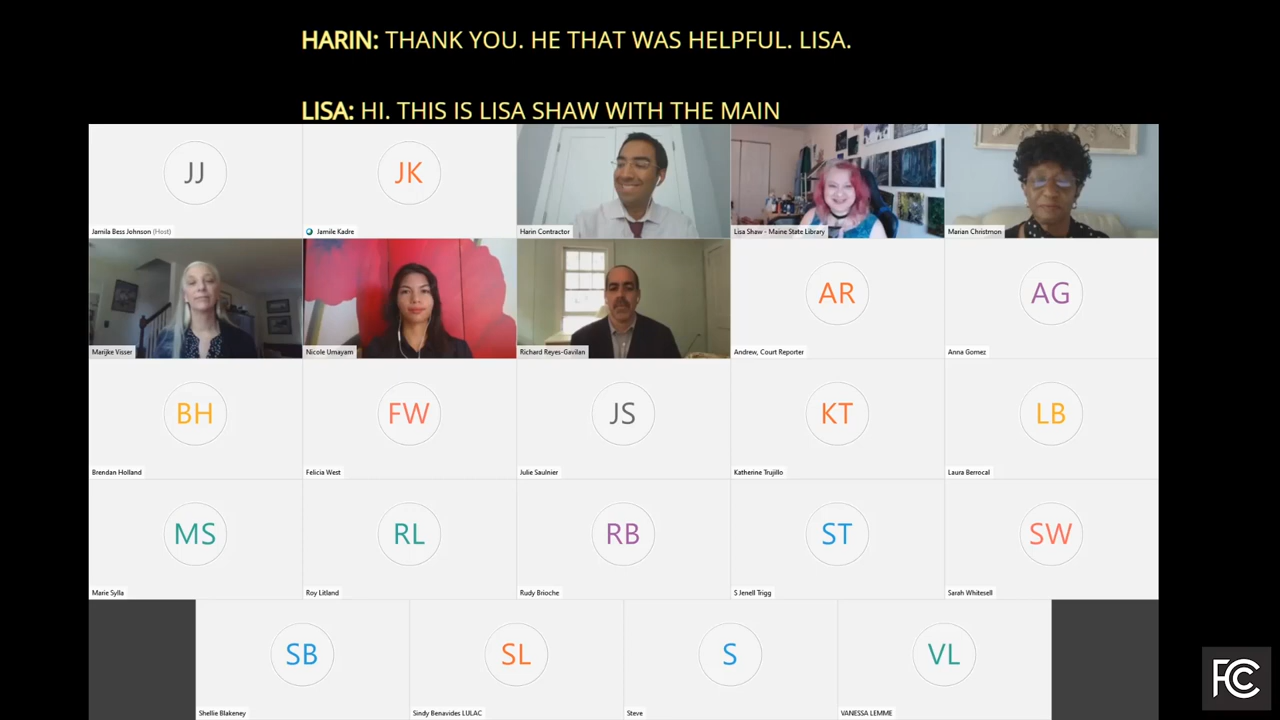 HARIN: THANK YOU. HE THAT WAS HELPFUL. LISA.
LISA: HI. THIS IS LISA SHAW WITH THE MAIN
JJ
JK
Jamila Bess Johnson (Host)
Jamile Kadre
Harin Contractor
Lisa Shaw - Maine State Library
Marian Christmon
AR
AG
Marijke Visser
Nicole Umayam
Richard Reyes-Gavilan
Andrew, Court Reporter
Anna Gomez
BH
FW
JS
KT
LB
Brendan Holland
Felicia West
Julie Saulnier
Katherine Trujillo
Laura Berrocal
MS
RL
RB
ST
SW
Marie Sylla
Roy Litland
Rudy Brioche
S Jenell Trigg
Sarah Whitesell
SB
SL
S
VL
Shellie Blakeney
Sindy Benavides LULAC
Steve
VANESSA LEMME
FCC